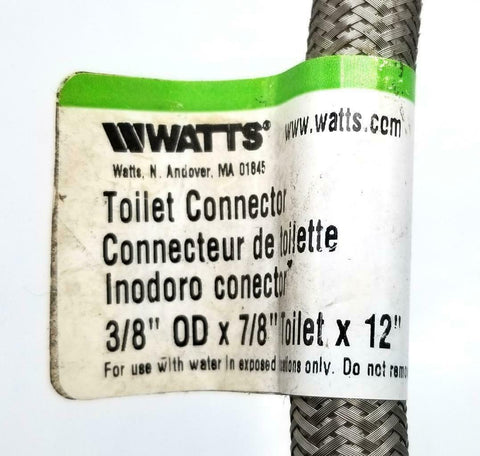 WATTS® www.watts.com
Watts, N. Andover, MA 01845
Toilet Connector
Connecteur de toilette
Inodoro conector
3/8" OD x 7/8" Toilet x 12"
For use with water in exposed locations only. Do not remove